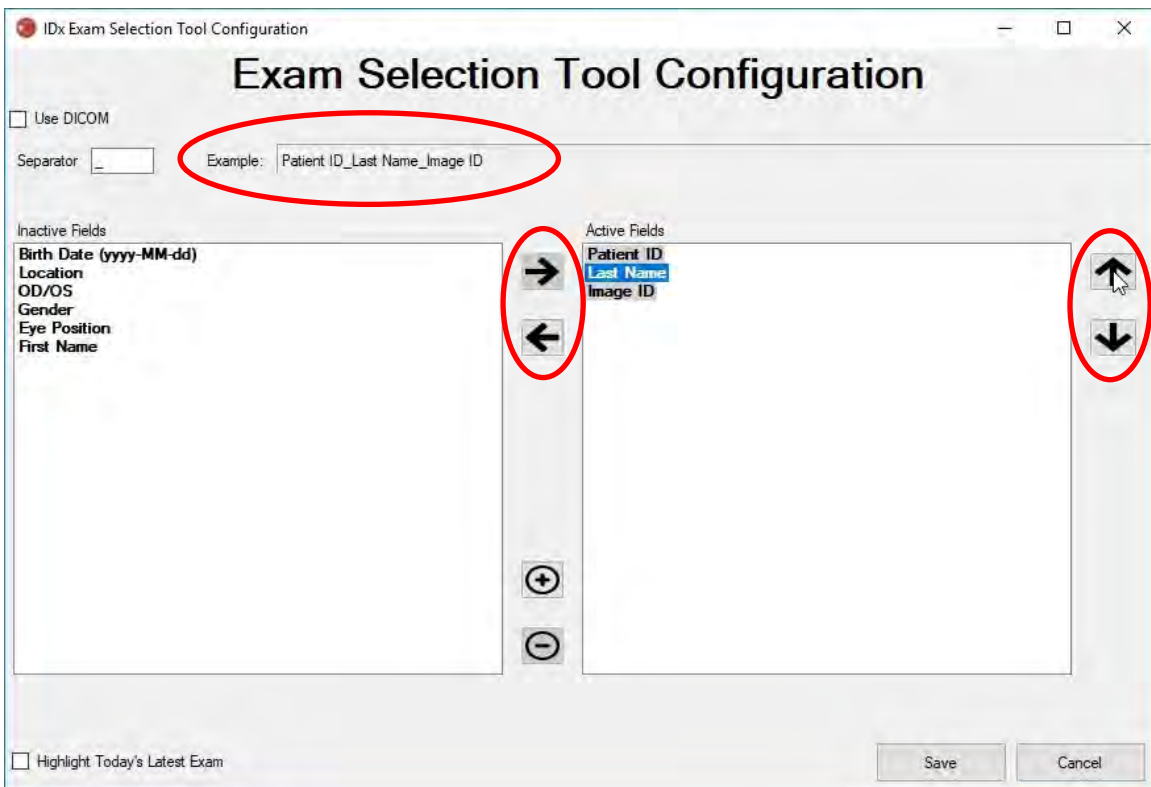 IDx Exam Selection Tool Configuration
Exam Selection Tool Configuration
Use DICOM
Separator _ Example: Patient ID_Last Name_Image ID
Inactive Fields
Birth Date (yyyy-MM-dd)
Location
OD/OS
Gender
Eye Position
First Name
Active Fields
Patient ID
Last Name
Image ID
Highlight Today's Latest Exam
Save
Cancel